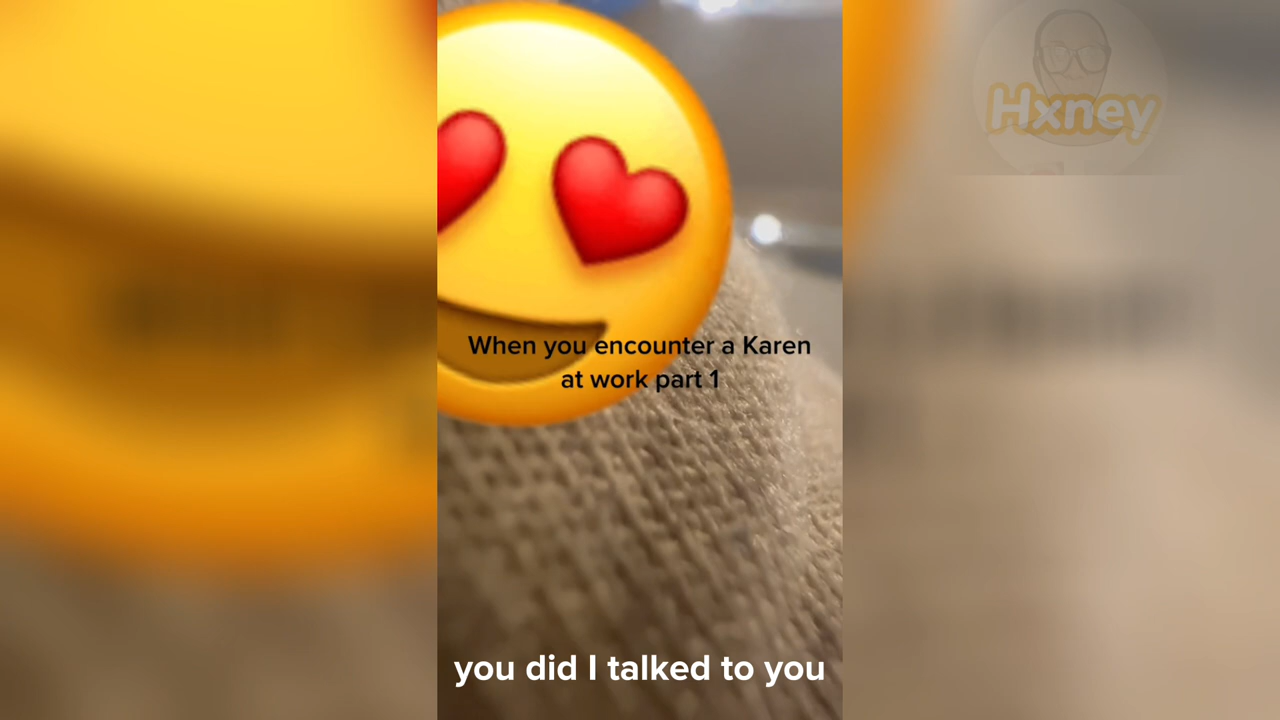 Hxney
When you encounter a Karen
at work part 1
you did I talked to you